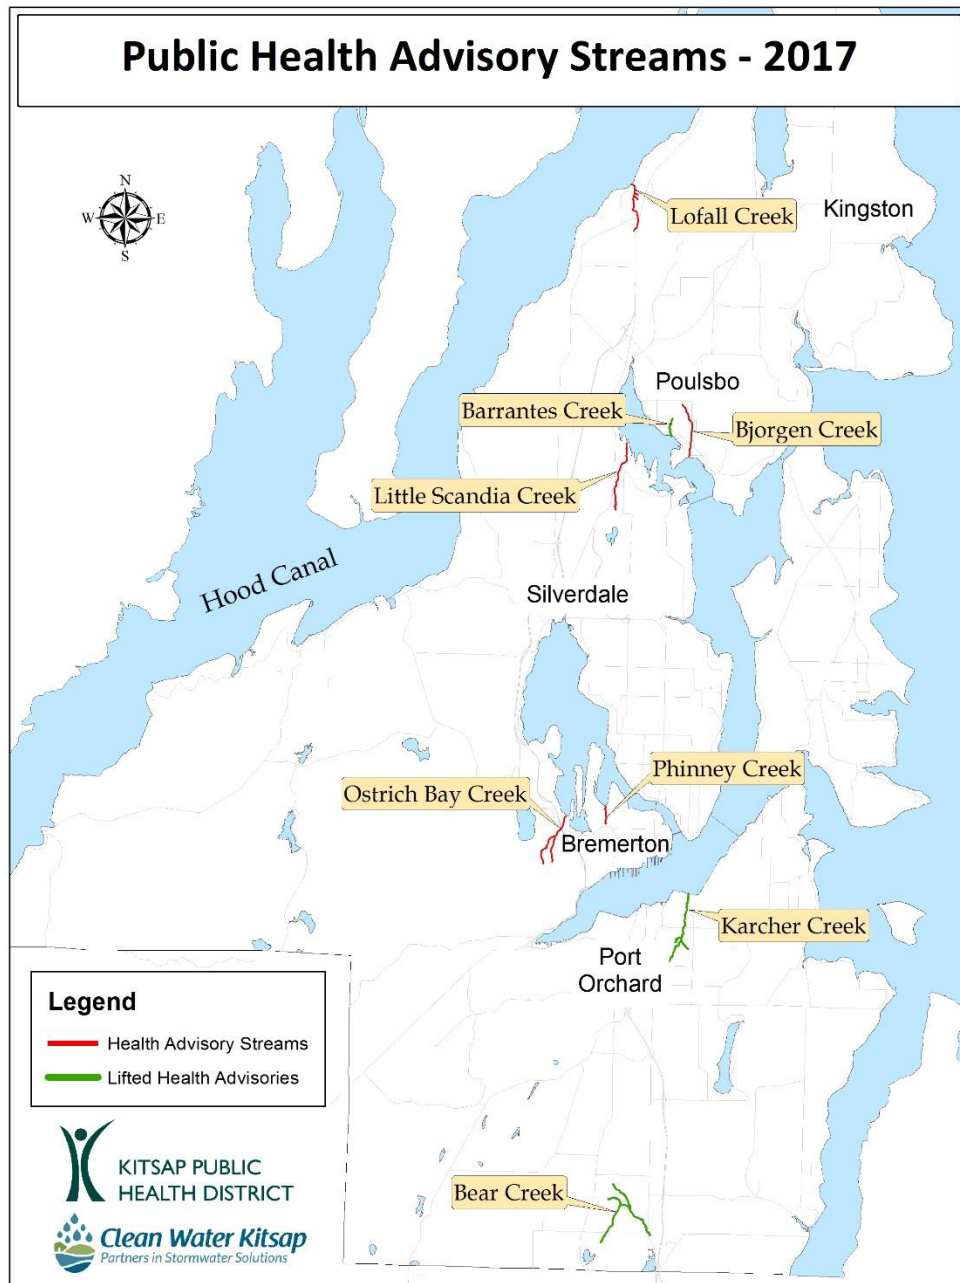 Public Health Advisory Streams - 2017
N
W E
S
Lofall Creek
Kingston
Poulsbo
Barrantes Creek
Bjorgen Creek
Little Scandia Creek
Hood Canal
Silverdale
Phinney Creek
Ostrich Bay Creek
Bremerton
Karcher Creek
Port
Orchard
Legend
Health Advisory Streams
Lifted Health Advisories
KITSAP PUBLIC
HEALTH DISTRICT
Bear Creek
Clean Water Kitsap
Partners in Stormwater Solutions